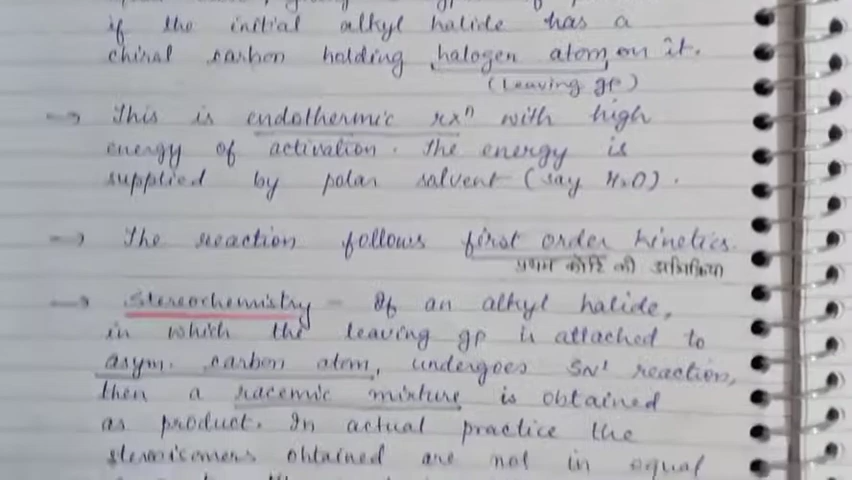 if the initial alkyl halide has a
chiral carbon holding halogen atom on it.
(leaving gp)
→ This is endothermic rxⁿ with high
energy of activation. The energy is
supplied by polar solvent (say H₂O).
→ The reaction follows first order kinetics.
प्रथम कोटि की अभिक्रिया
→ Stereochemistry - If an alkyl halide,
in which the leaving gp is attached to
asym. carbon atom, undergoes SN¹ reaction,
then a racemic mixture is obtained
as product. In actual practice the
stereisomers obtained are not in equal